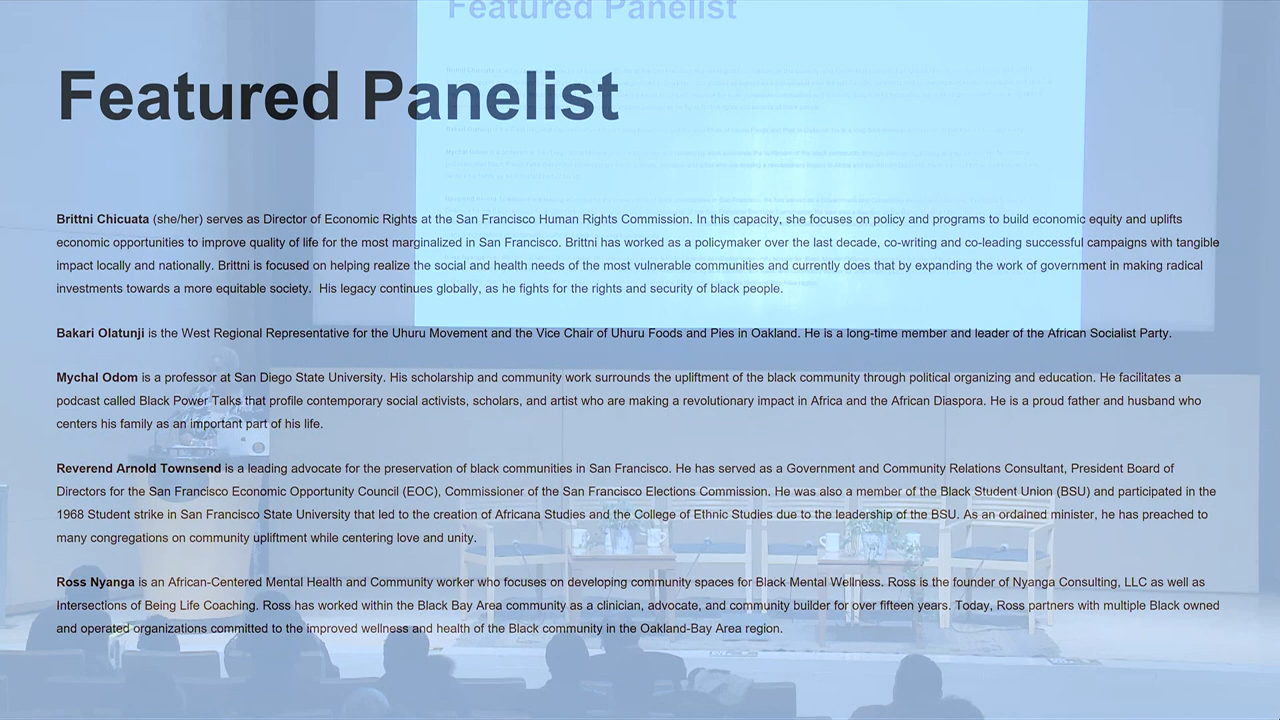 Featured Panelist
Featured Panelist
Brittni Chicuata (she/her) serves as Director of Economic Rights at the San Francisco Human Rights Commission. In this capacity, she focuses on policy and programs to build economic equity and uplifts
economic opportunities to improve quality of life for the most marginalized in San Francisco. Brittni has worked as a policymaker over the last decade, co-writing and co-leading successful campaigns with tangible
impact locally and nationally. Brittni is focused on helping realize the social and health needs of the most vulnerable communities and currently does that by expanding the work of government in making radical
investments towards a more equitable society.  His legacy continues globally, as he fights for the rights and security of black people.
Bakari Olatunji is the West Regional Representative for the Uhuru Movement and the Vice Chair of Uhuru Foods and Pies in Oakland. He is a long-time member and leader of the African Socialist Party.
Mychal Odom is a professor at San Diego State University. His scholarship and community work surrounds the upliftment of the black community through political organizing and education. He facilitates a
podcast called Black Power Talks that profile contemporary social activists, scholars, and artist who are making a revolutionary impact in Africa and the African Diaspora. He is a proud father and husband who
centers his family as an important part of his life.
Reverend Arnold Townsend is a leading advocate for the preservation of black communities in San Francisco. He has served as a Government and Community Relations Consultant, President Board of
Directors for the San Francisco Economic Opportunity Council (EOC), Commissioner of the San Francisco Elections Commission. He was also a member of the Black Student Union (BSU) and participated in the
1968 Student strike in San Francisco State University that led to the creation of Africana Studies and the College of Ethnic Studies due to the leadership of the BSU. As an ordained minister, he has preached to
many congregations on community upliftment while centering love and unity.
Ross Nyanga is an African-Centered Mental Health and Community worker who focuses on developing community spaces for Black Mental Wellness. Ross is the founder of Nyanga Consulting, LLC as well as
Intersections of Being Life Coaching. Ross has worked within the Black Bay Area community as a clinician, advocate, and community builder for over fifteen years. Today, Ross partners with multiple Black owned
and operated organizations committed to the improved wellness and health of the Black community in the Oakland-Bay Area region.